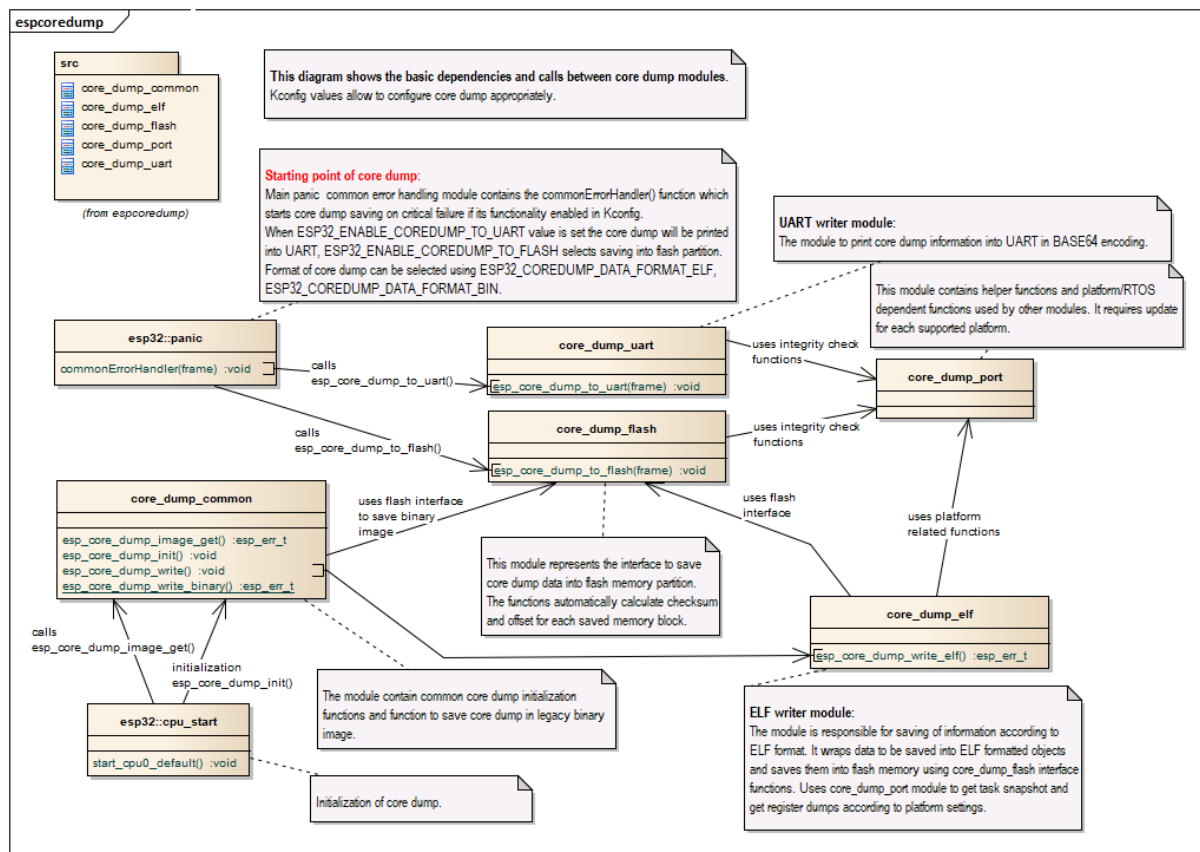 espcoredump
src
core_dump_common
core_dump_elf
core_dump_flash
core_dump_port
core_dump_uart
(from espcoredump)
This diagram shows the basic dependencies and calls between core dump modules.
Kconfig values allow to configure core dump appropriately.
Starting point of core dump:
Main panic common error handling module contains the commonErrorHandler() function which
starts core dump saving on critical failure if its functionality enabled in Kconfig.
When ESP32_ENABLE_COREDUMP_TO_UART value is set the core dump will be printed
into UART, ESP32_ENABLE_COREDUMP_TO_FLASH selects saving into flash partition.
Format of core dump can be selected using ESP32_COREDUMP_DATA_FORMAT_ELF,
ESP32_COREDUMP_DATA_FORMAT_BIN.
UART writer module:
The module to print core dump information into UART in BASE64 encoding.
This module contains helper functions and platform/RTOS
dependent functions used by other modules. It requires update
for each supported platform.
esp32::panic
commonErrorHandler(frame) :void
calls
esp_core_dump_to_uart()
core_dump_uart
esp_core_dump_to_uart(frame) :void
uses integrity check
functions
core_dump_port
calls
esp_core_dump_to_flash()
core_dump_flash
esp_core_dump_to_flash(frame) :void
uses integrity check
functions
core_dump_common
esp_core_dump_image_get() :esp_err_t
esp_core_dump_init() :void
esp_core_dump_write() :void
esp_core_dump_write_binary() :esp_err_t
uses flash interface
to save binary
image
uses flash
interface
uses platform
related functions
This module represents the interface to save
core dump data into flash memory partition.
The functions automatically calculate checksum
and offset for each saved memory block.
core_dump_elf
esp_core_dump_write_elf() :esp_err_t
calls
esp_core_dump_image_get()
initialization
esp_core_dump_init()
The module contain common core dump initialization
functions and function to save core dump in legacy binary
image.
esp32::cpu_start
start_cpu0_default() :void
Initialization of core dump.
ELF writer module:
The module is responsible for saving of information according to
ELF format. It wraps data to be saved into ELF formatted objects
and saves them into flash memory using core_dump_flash interface
functions. Uses core_dump_port module to get task snapshot and
get register dumps according to platform settings.